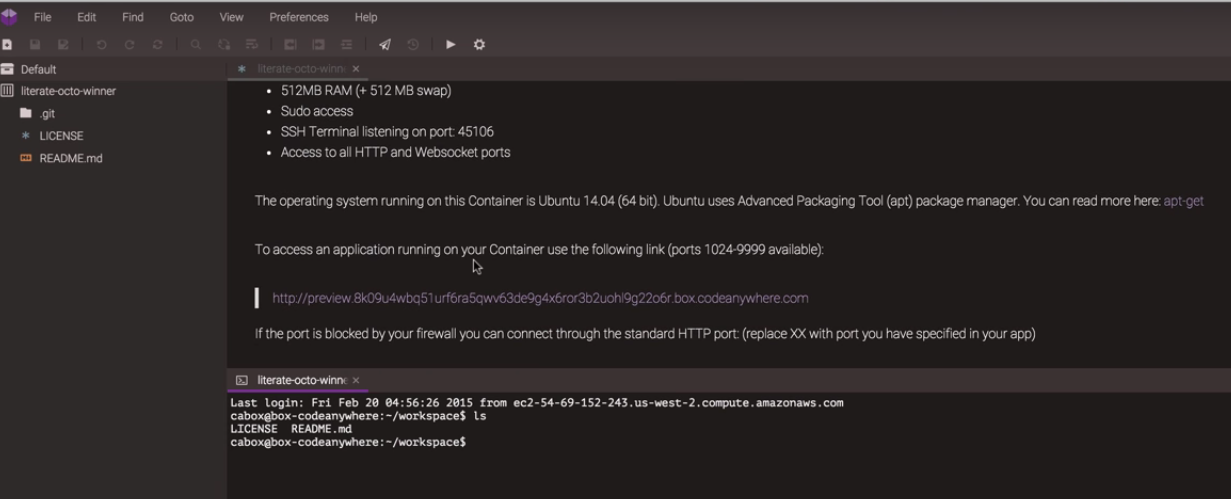 File Edit Find Goto View Preferences Help
Default
literate-octo-winner
.git
LICENSE
README.md
literate-octo-winne
• 512MB RAM (+ 512 MB swap)
• Sudo access
• SSH Terminal listening on port: 45106
• Access to all HTTP and Websocket ports
The operating system running on this Container is Ubuntu 14.04 (64 bit). Ubuntu uses Advanced Packaging Tool (apt) package manager. You can read more here: apt-get
To access an application running on your Container use the following link (ports 1024-9999 available):
http://preview.8k09u4wbq51urf6ra5qwv63de9g4x6ror3b2uohl9g22o6r.box.codeanywhere.com
If the port is blocked by your firewall you can connect through the standard HTTP port: (replace XX with port you have specified in your app)
literate-octo-winne
Last login: Fri Feb 20 04:56:26 2015 from ec2-54-69-152-243.us-west-2.compute.amazonaws.com
cabox@box-codeanywhere:~/workspace$ ls
LICENSE README.md
cabox@box-codeanywhere:~/workspace$